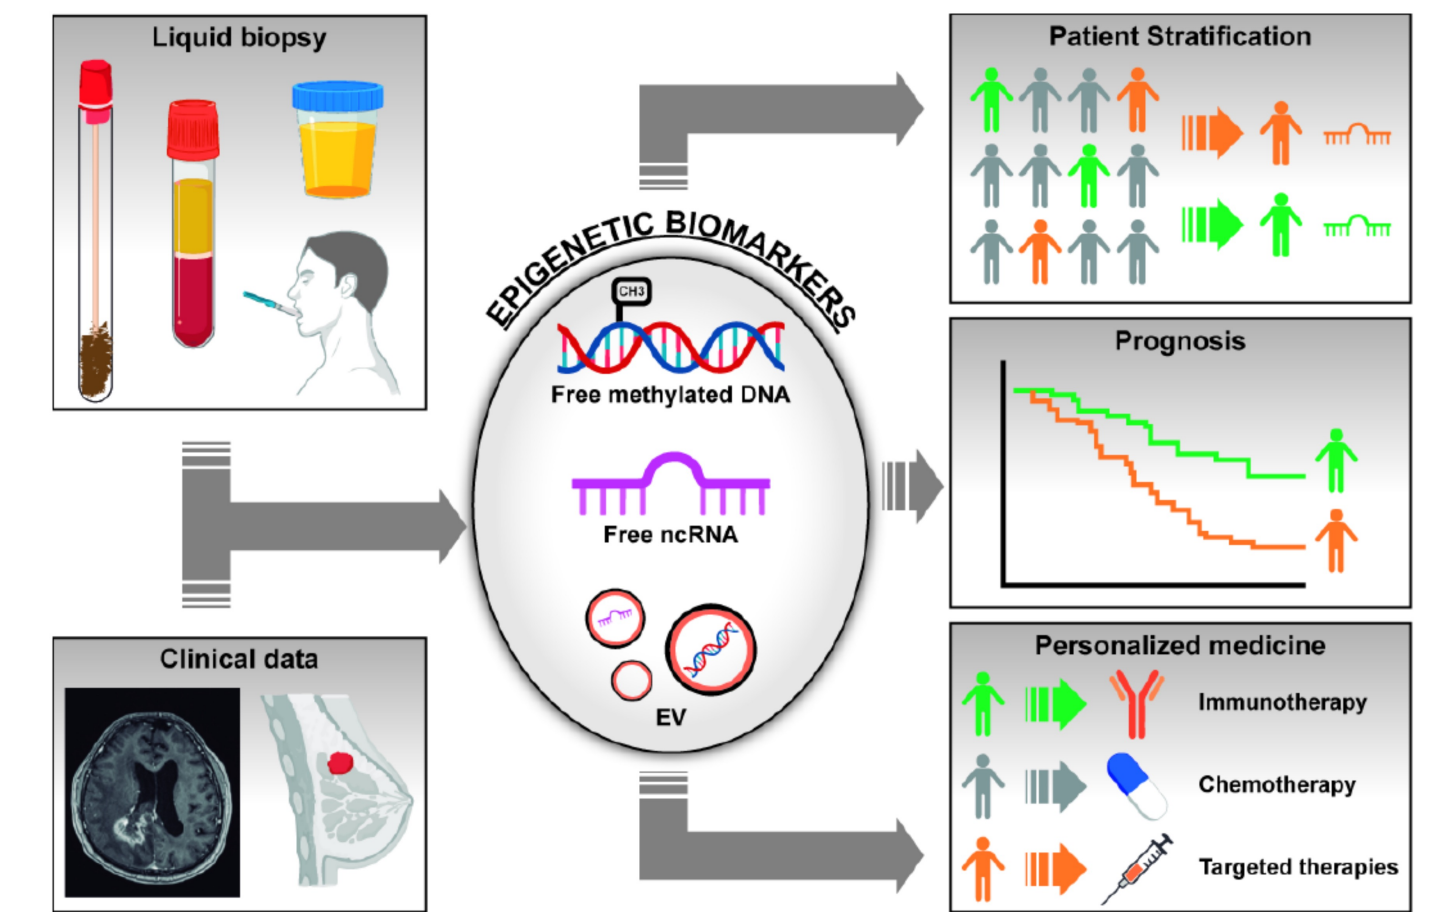 Liquid biopsy
Clinical data
EPIGENETIC BIOMARKERS
CH3
Free methylated DNA
Free ncRNA
EV
Patient Stratification
Prognosis
Personalized medicine
Immunotherapy
Chemotherapy
Targeted therapies